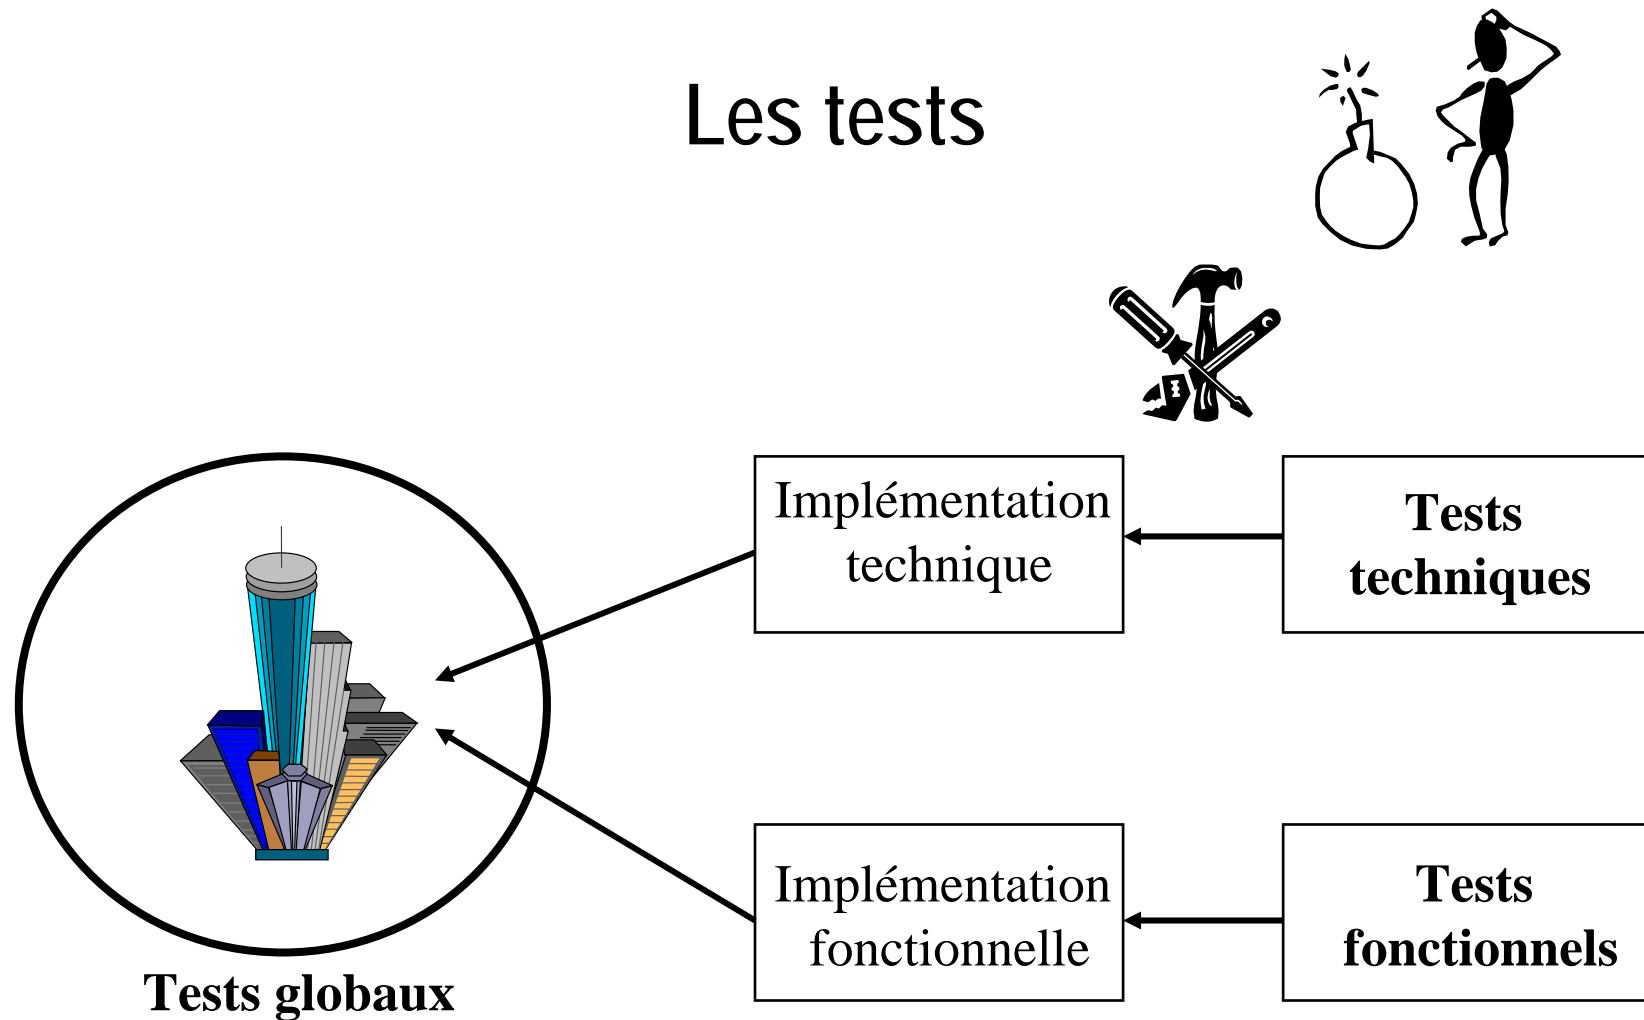 Les tests
Implémentation
technique
Tests
techniques
Implémentation
fonctionnelle
Tests
fonctionnels
Tests globaux